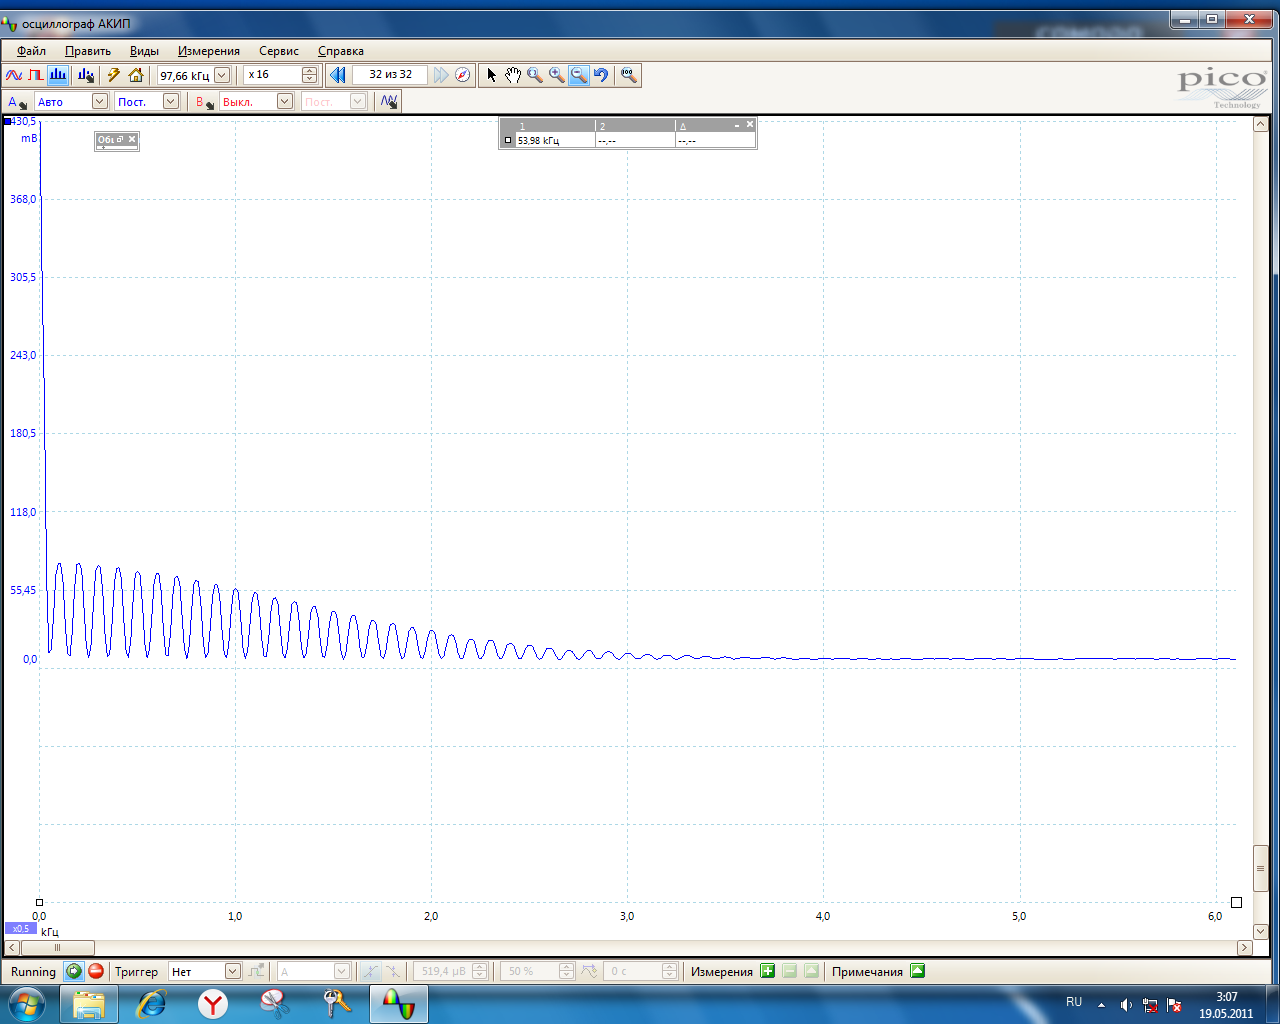 осциллограф АКИП
Файл Править Виды Измерения Сервис Справка
97,66 кГц x 16 32 из 32
pico
Technology
A Авто Пост. B Выкл. Пост.
430,5
мВ
1 2 Δ
53,98 кГц --,-- --,--
368,0
305,5
243,0
180,5
118,0
55,45
0,0
0,0 1,0 2,0 3,0 4,0 5,0 6,0
x0,5 кГц
Running Триггер Нет A 519,4 µВ 50 % 0 с Измерения Примечания
RU 3:07
19.05.2011